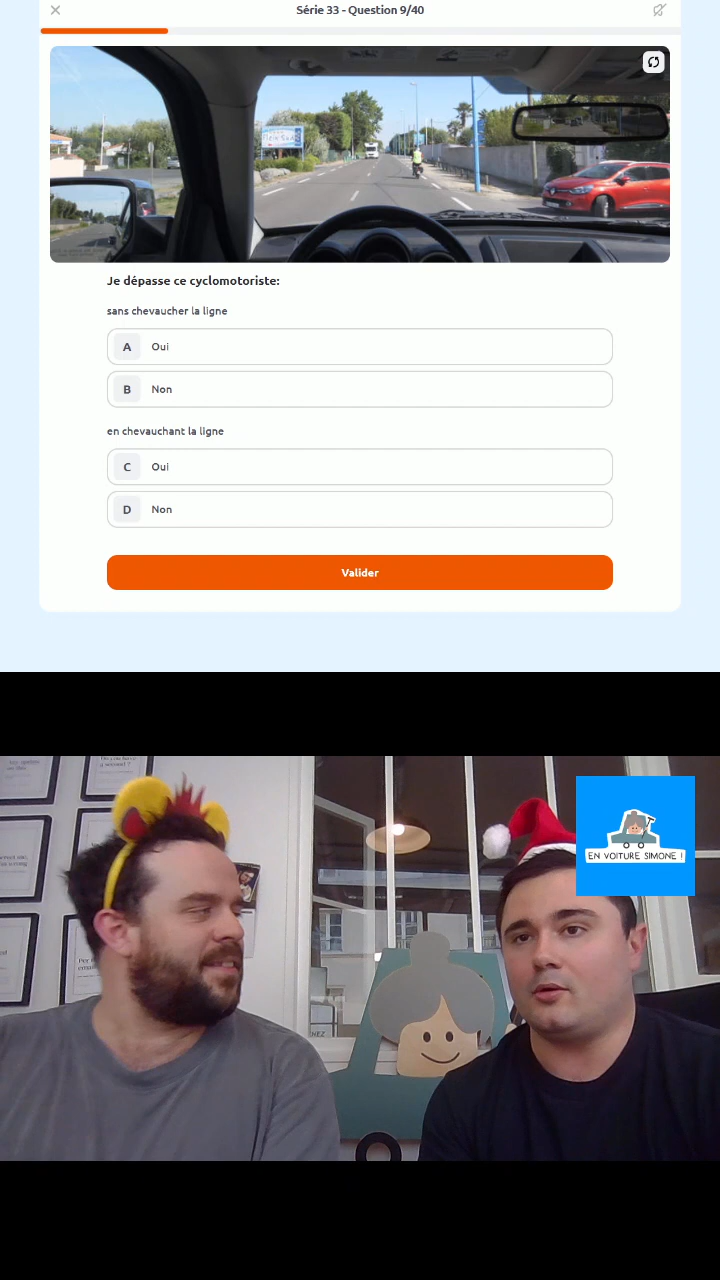 Série 33 - Question 9/40
Je dépasse ce cyclomotoriste:
sans chevaucher la ligne
A Oui
B Non
en chevauchant la ligne
C Oui
D Non
Valider
EN VOITURE SIMONE !